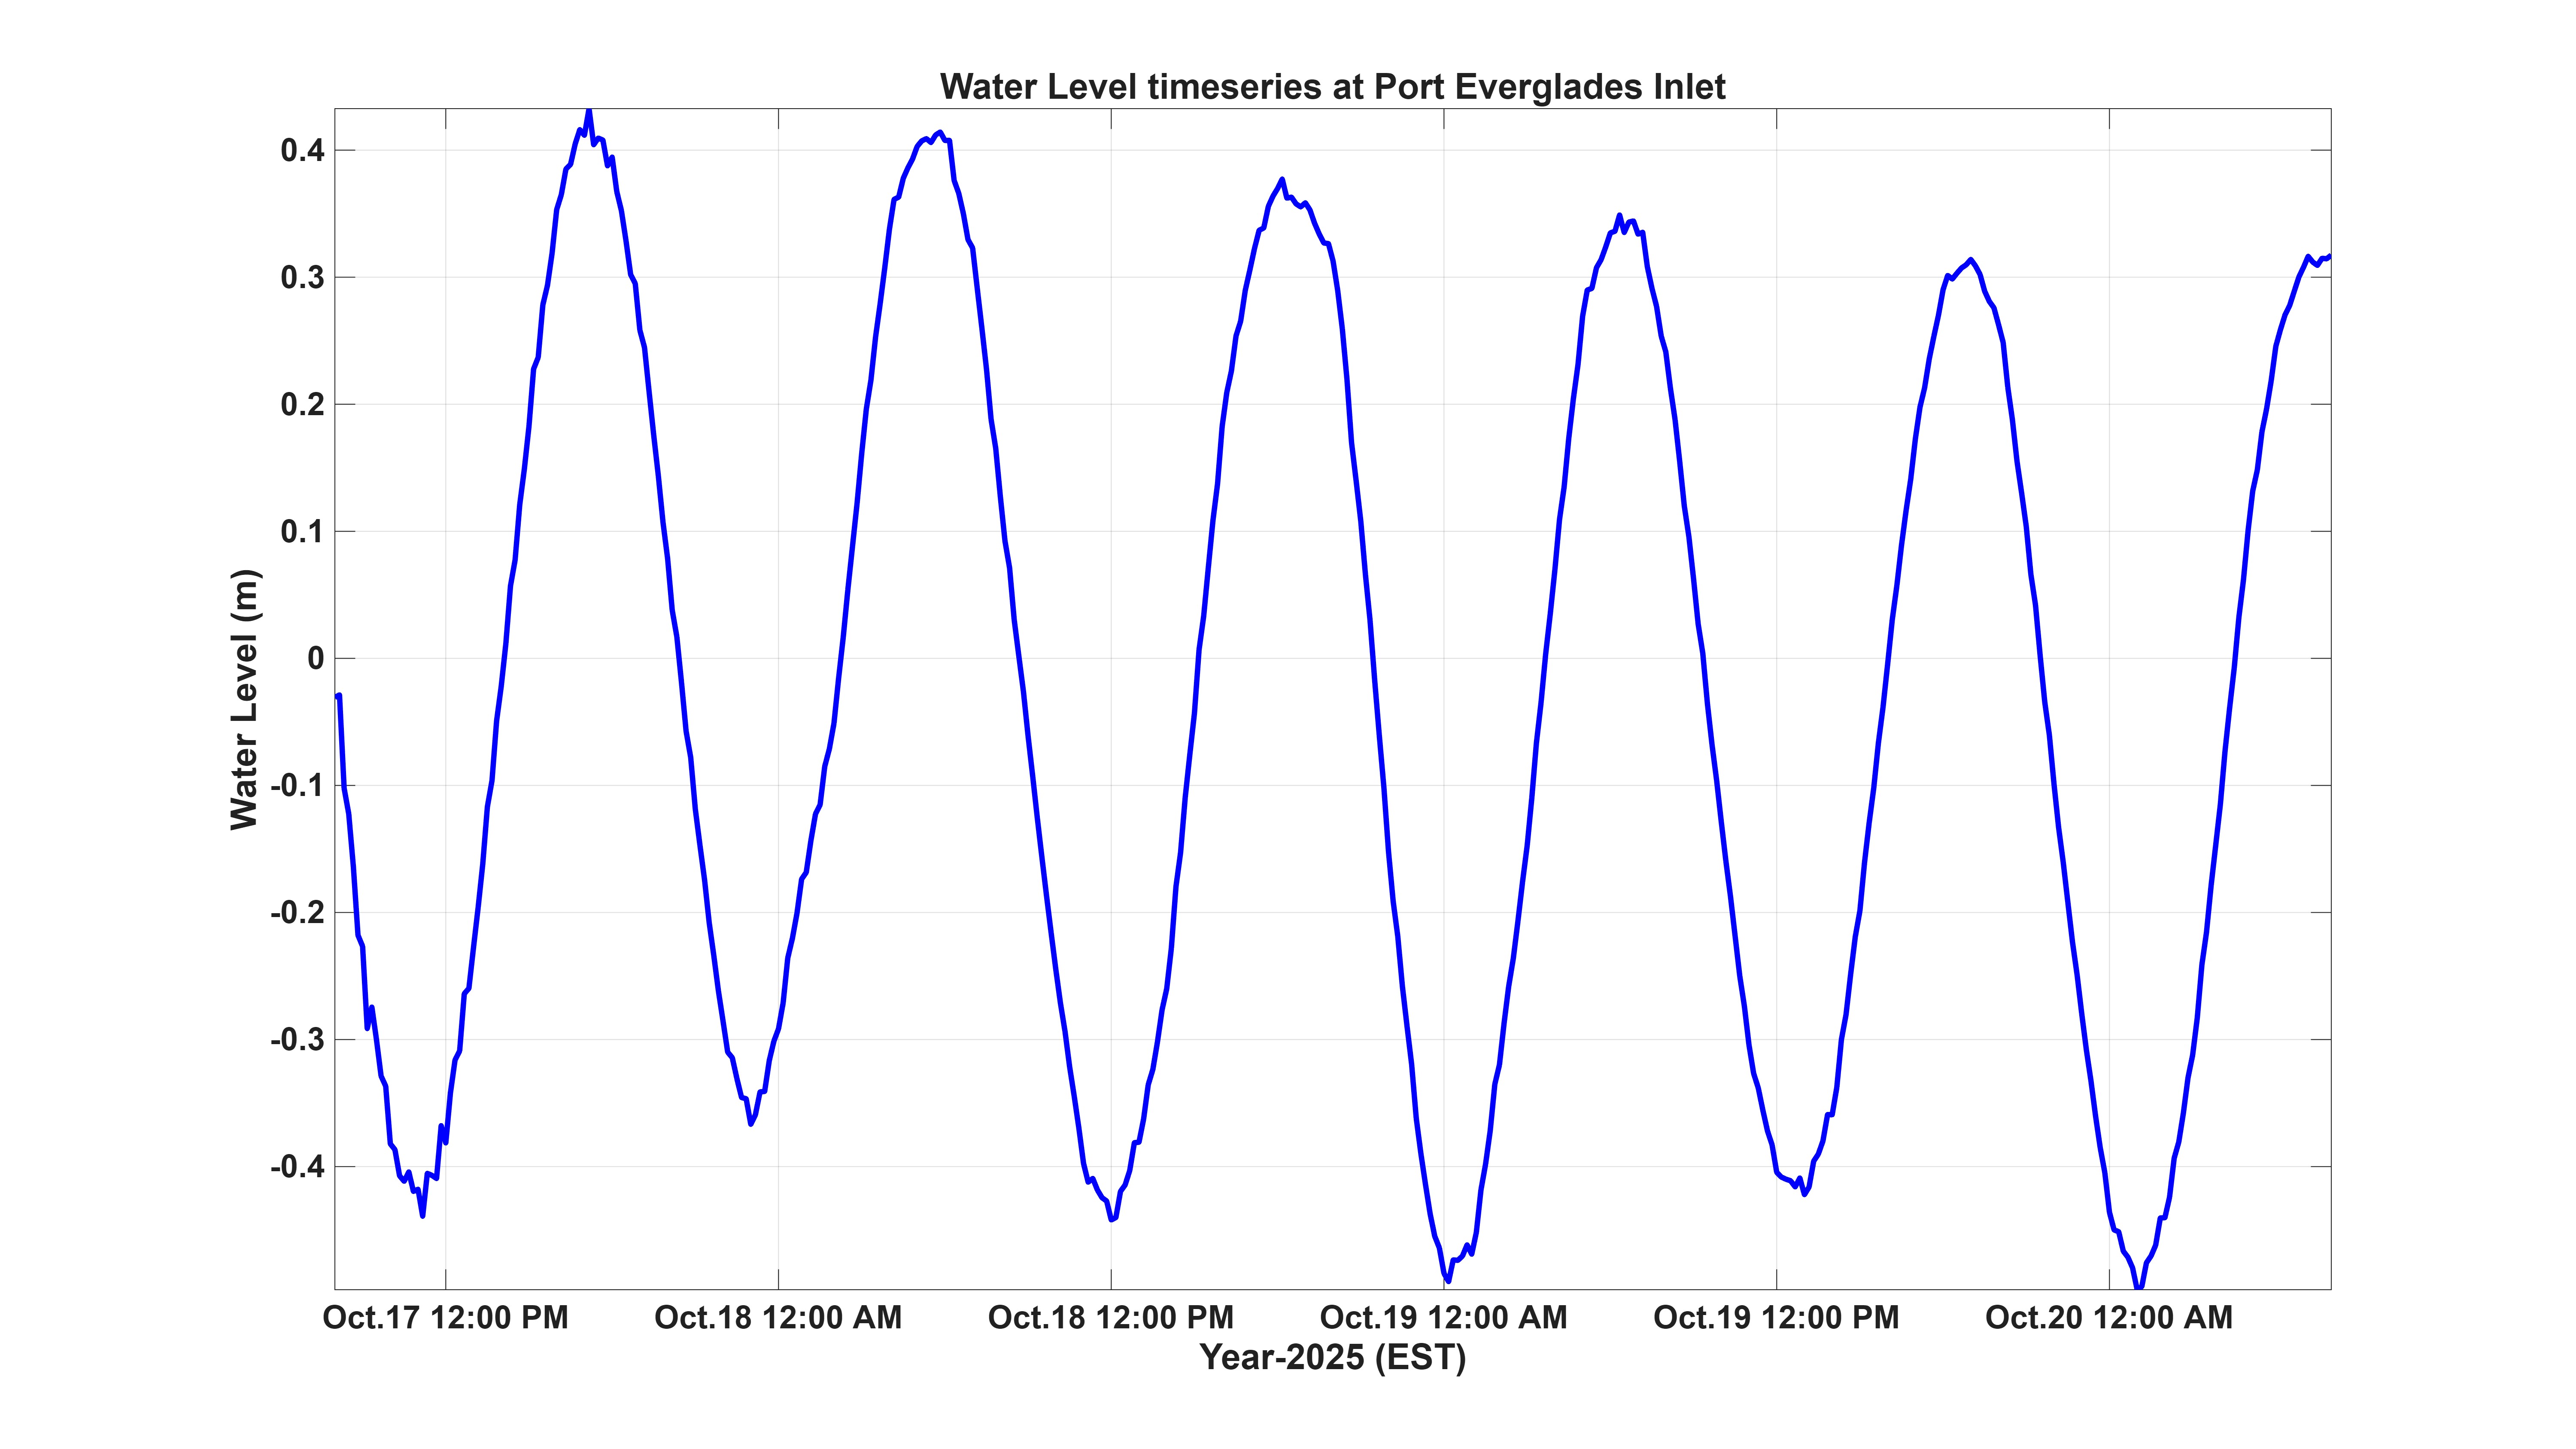 Water Level timeseries at Port Everglades Inlet
Water Level (m)
0.4
0.3
0.2
0.1
0
-0.1
-0.2
-0.3
-0.4
Oct.17 12:00 PM
Oct.18 12:00 AM
Oct.18 12:00 PM
Oct.19 12:00 AM
Oct.19 12:00 PM
Oct.20 12:00 AM
Year-2025 (EST)